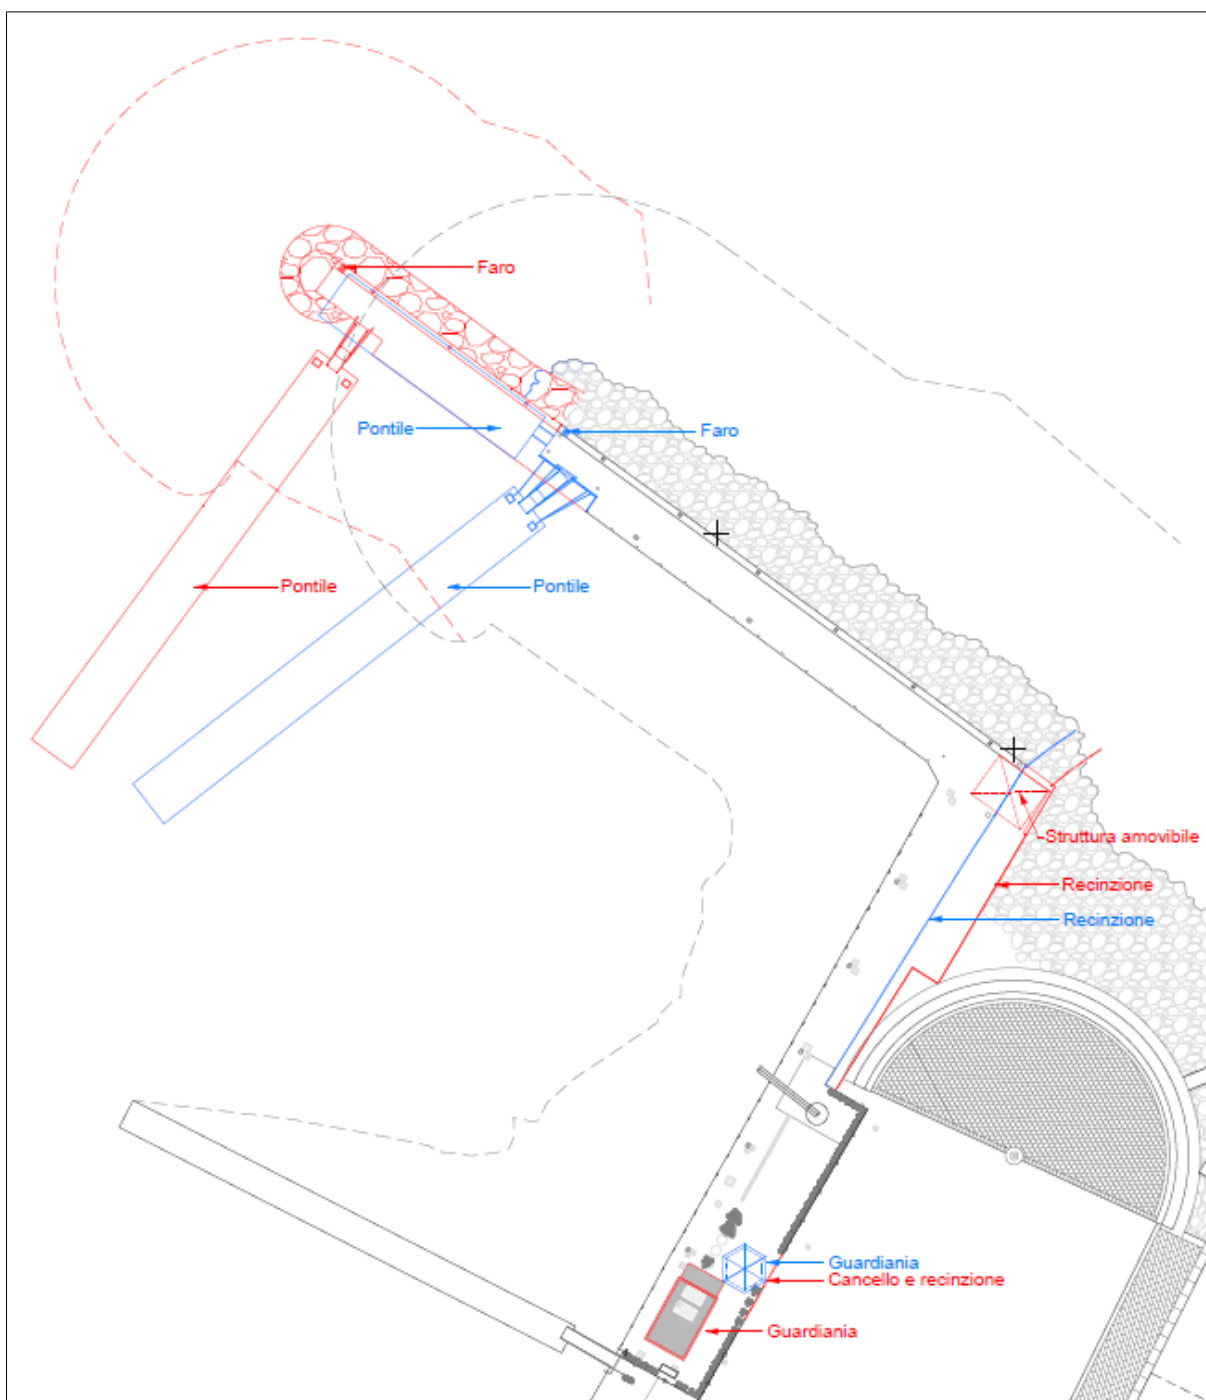 Faro
Pontile
Faro
Pontile
Pontile
Struttura amovibile
Recinzione
Recinzione
Guardiania
Cancello e recinzione
Guardiania